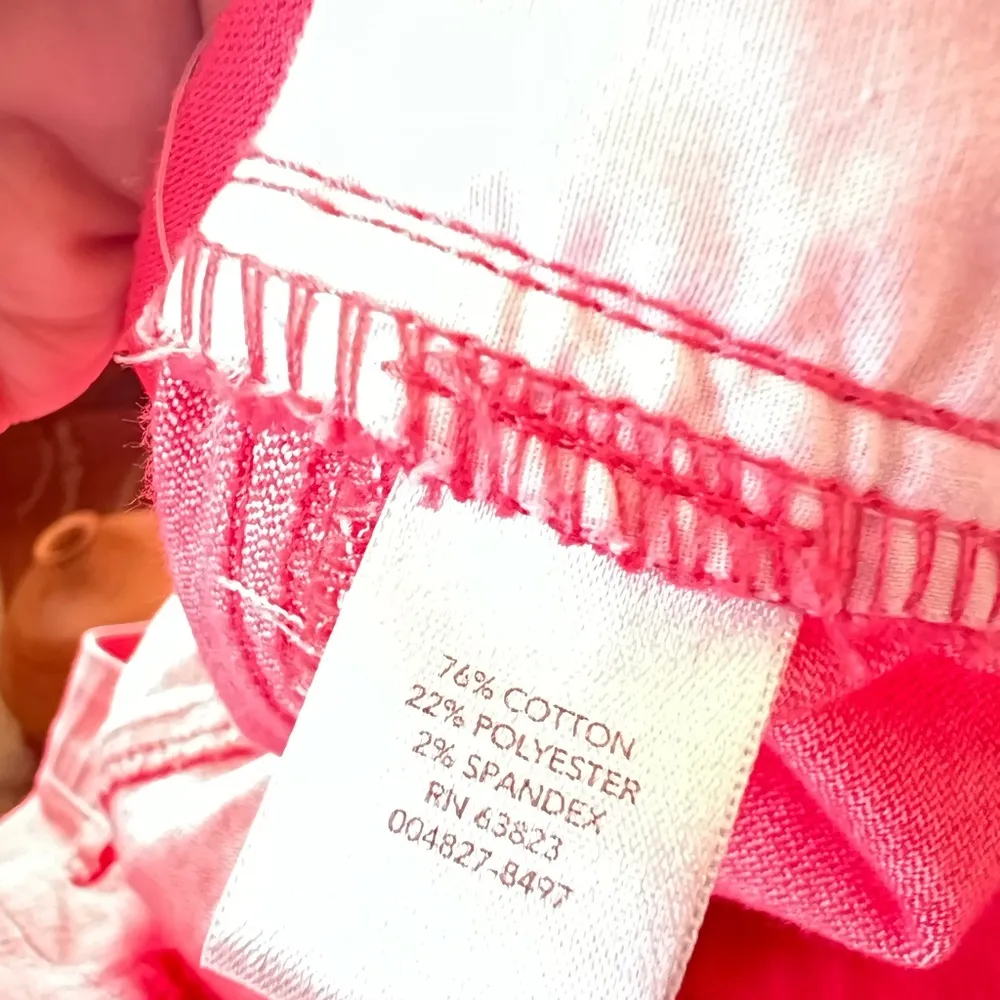 76% COTTON
22% POLYESTER
2% SPANDEX
RN 63823
004827-8497